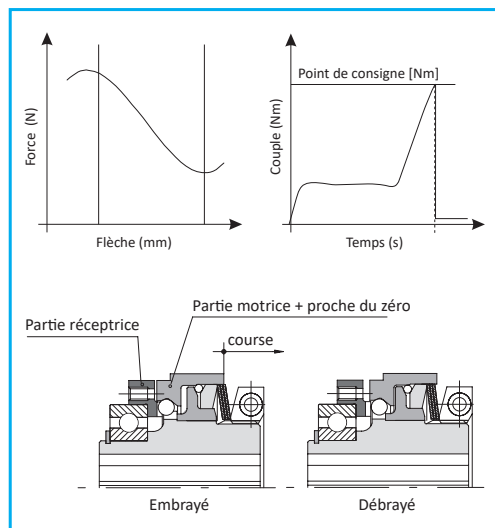 Force (N)
Flèche (mm)
Point de consigne [Nm]
Couple (Nm)
Temps (s)
Partie motrice + proche du zéro
Partie réceptrice
course
Embrayé
Débrayé